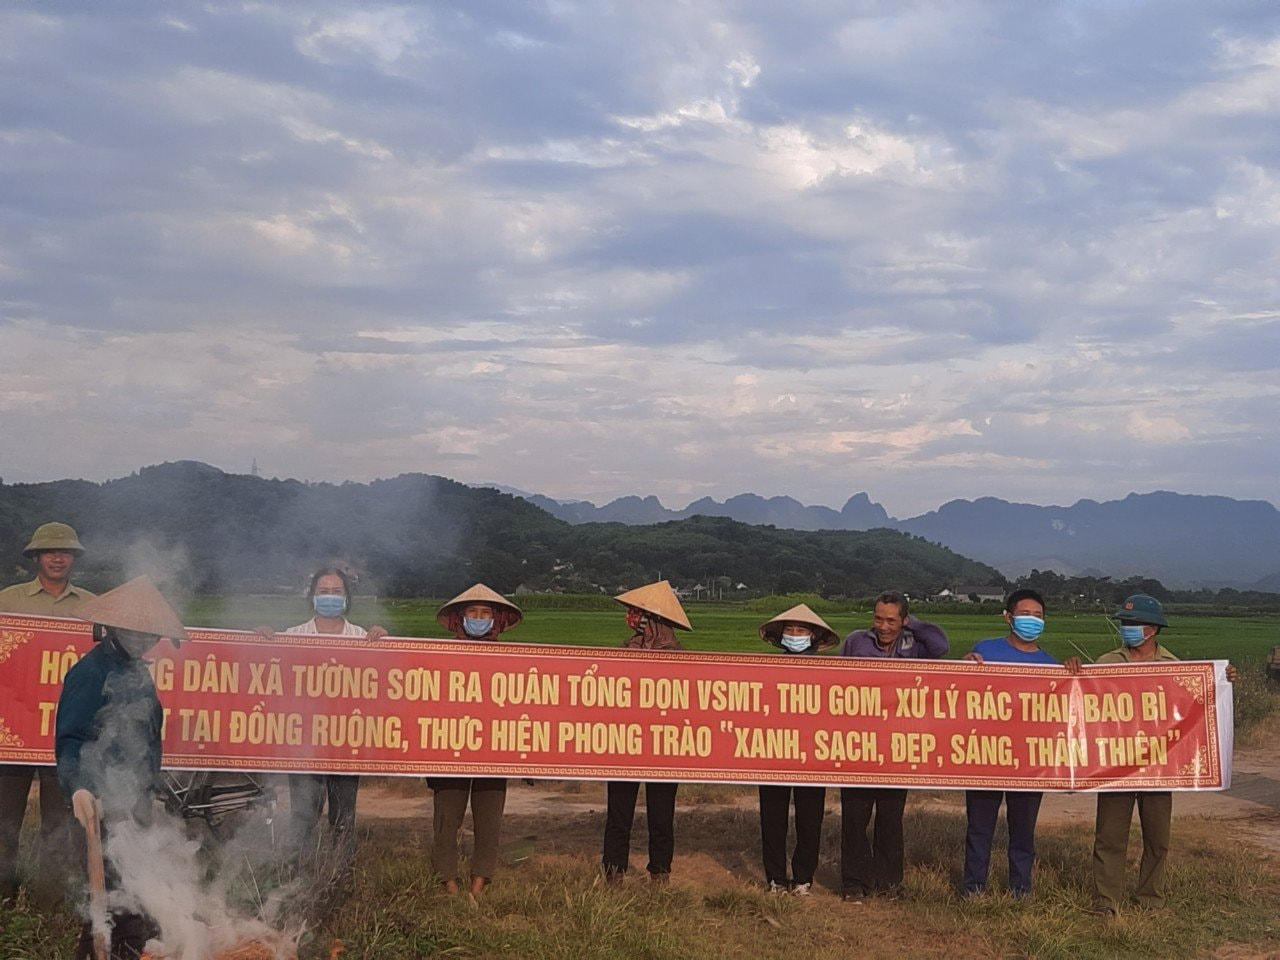 HỘI NÔNG DÂN XÃ TƯỜNG SƠN RA QUÂN TỔNG DỌN VSMT, THU GOM, XỬ LÝ RÁC THẢI, BAO BÌ
TẠI ĐỒNG RUỘNG, THỰC HIỆN PHONG TRÀO "XANH, SẠCH, ĐẸP, SÁNG, THÂN THIỆN"